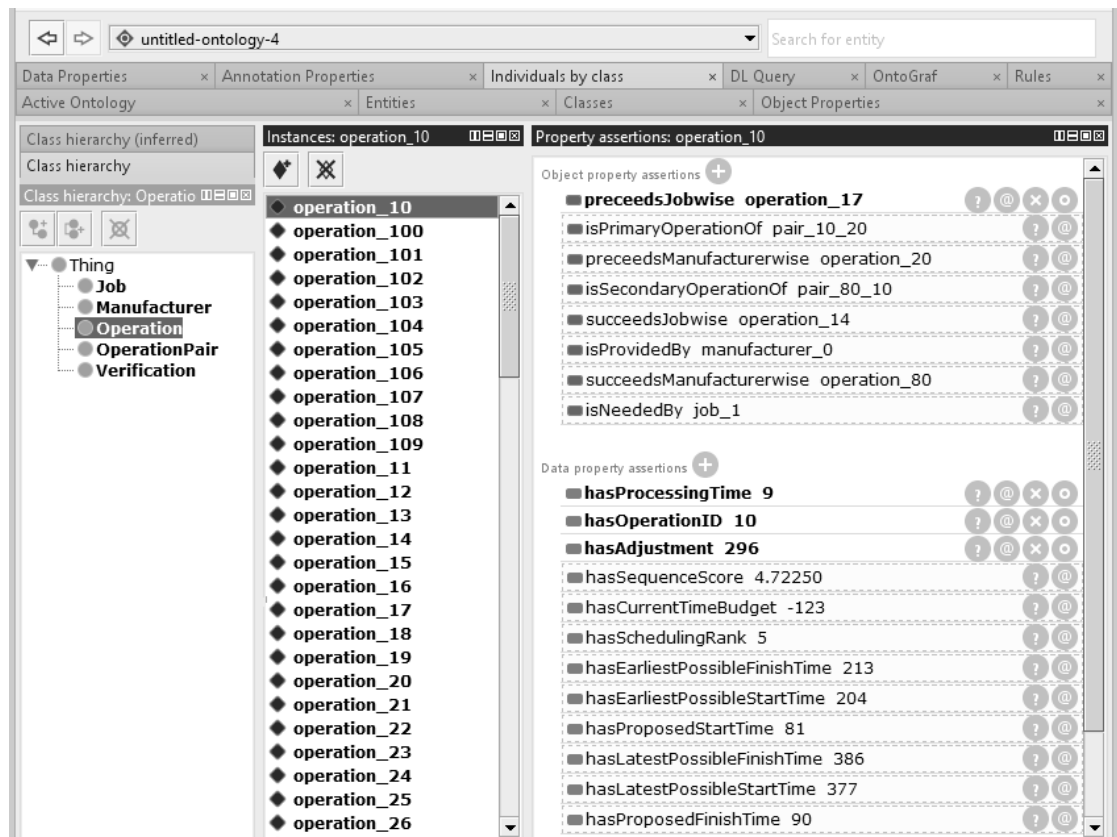 untitled-ontology-4
Search for entity
Data Properties × Annotation Properties × Individuals by class × DL Query × OntoGraf × Rules ×
Active Ontology × Entities × Classes × Object Properties ×
Class hierarchy (inferred)
Class hierarchy
Class hierarchy: Operatio
Thing
Job
Manufacturer
Operation
OperationPair
Verification
Instances: operation_10
operation_10
operation_100
operation_101
operation_102
operation_103
operation_104
operation_105
operation_106
operation_107
operation_108
operation_109
operation_11
operation_12
operation_13
operation_14
operation_15
operation_16
operation_17
operation_18
operation_19
operation_20
operation_21
operation_22
operation_23
operation_24
operation_25
operation_26
Property assertions: operation_10
Object property assertions
preceedsJobwise operation_17
isPrimaryOperationOf pair_10_20
preceedsManufacturerwise operation_20
isSecondaryOperationOf pair_80_10
succeedsJobwise operation_14
isProvidedBy manufacturer_0
succeedsManufacturerwise operation_80
isNeededBy job_1
Data property assertions
hasProcessingTime 9
hasOperationID 10
hasAdjustment 296
hasSequenceScore 4.72250
hasCurrentTimeBudget -123
hasSchedulingRank 5
hasEarliestPossibleFinishTime 213
hasEarliestPossibleStartTime 204
hasProposedStartTime 81
hasLatestPossibleFinishTime 386
hasLatestPossibleStartTime 377
hasProposedFinishTime 90